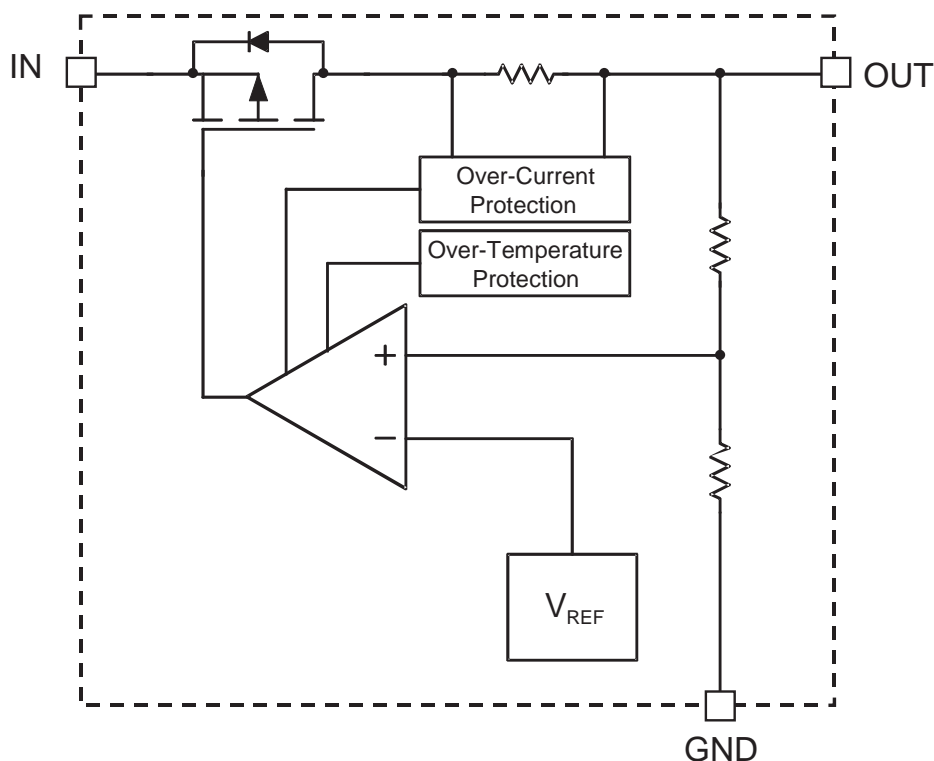 IN
OUT
Over-Current
Protection
Over-Temperature
Protection
+
−
VREF
GND